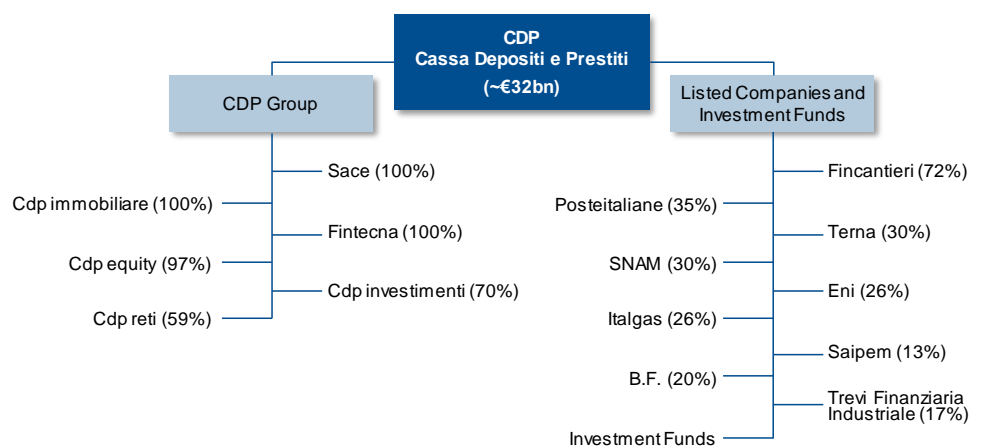 CDP
Cassa Depositi e Prestiti
(~€32bn)
CDP Group
Listed Companies and
Investment Funds
Sace (100%)
Cdp immobiliare (100%)
Fintecna (100%)
Cdp equity (97%)
Cdp investimenti (70%)
Cdp reti (59%)
Fincantieri (72%)
Posteitaliane (35%)
Terna (30%)
SNAM (30%)
Eni (26%)
Italgas (26%)
Saipem (13%)
B.F. (20%)
Trevi Finanziaria
Industriale (17%)
Investment Funds